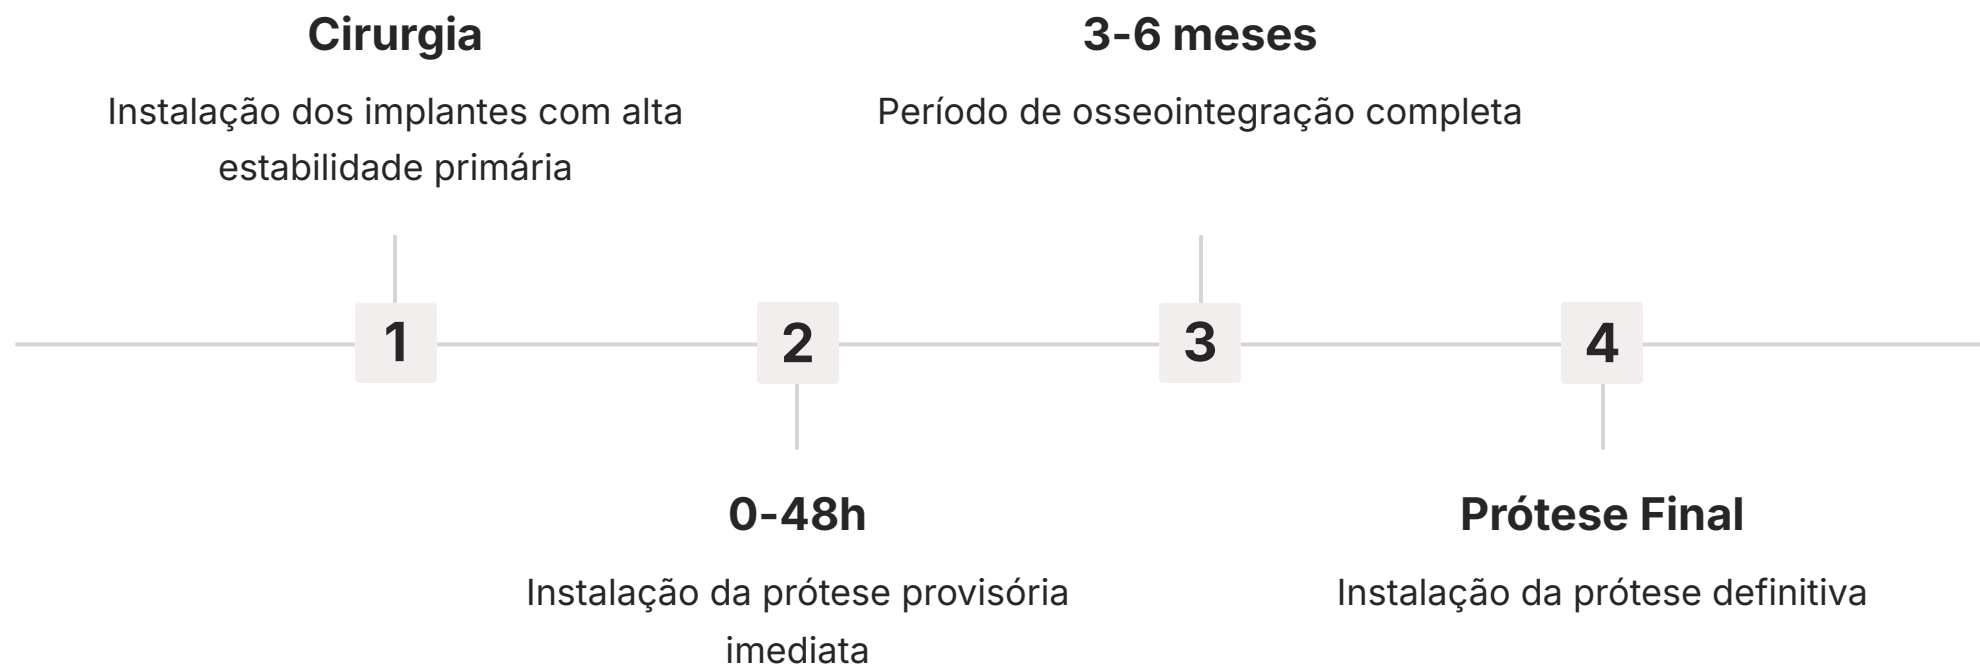 Cirurgia
Instalação dos implantes com alta
estabilidade primária
3-6 meses
Período de osseointegração completa
1
2
3
4
0-48h
Instalação da prótese provisória
imediata
Prótese Final
Instalação da prótese definitiva